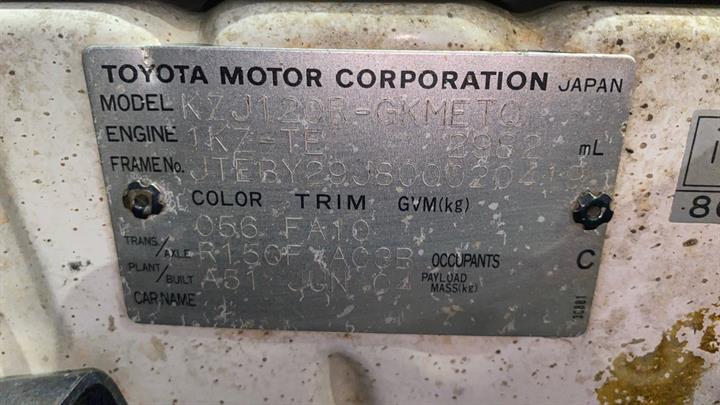 TOYOTA MOTOR CORPORATION JAPAN
MODEL KZJ120R-GKMETQ
ENGINE 1KZ-TE 2982 mL
FRAME No.
COLOR TRIM GVM(kg)
056 FA10
TRANS/AXLE R150F A03B OCCUPANTS C
PLANT/BUILT A51 JUN 04 PAYLOAD MASS(kg)
CAR NAME
3C881